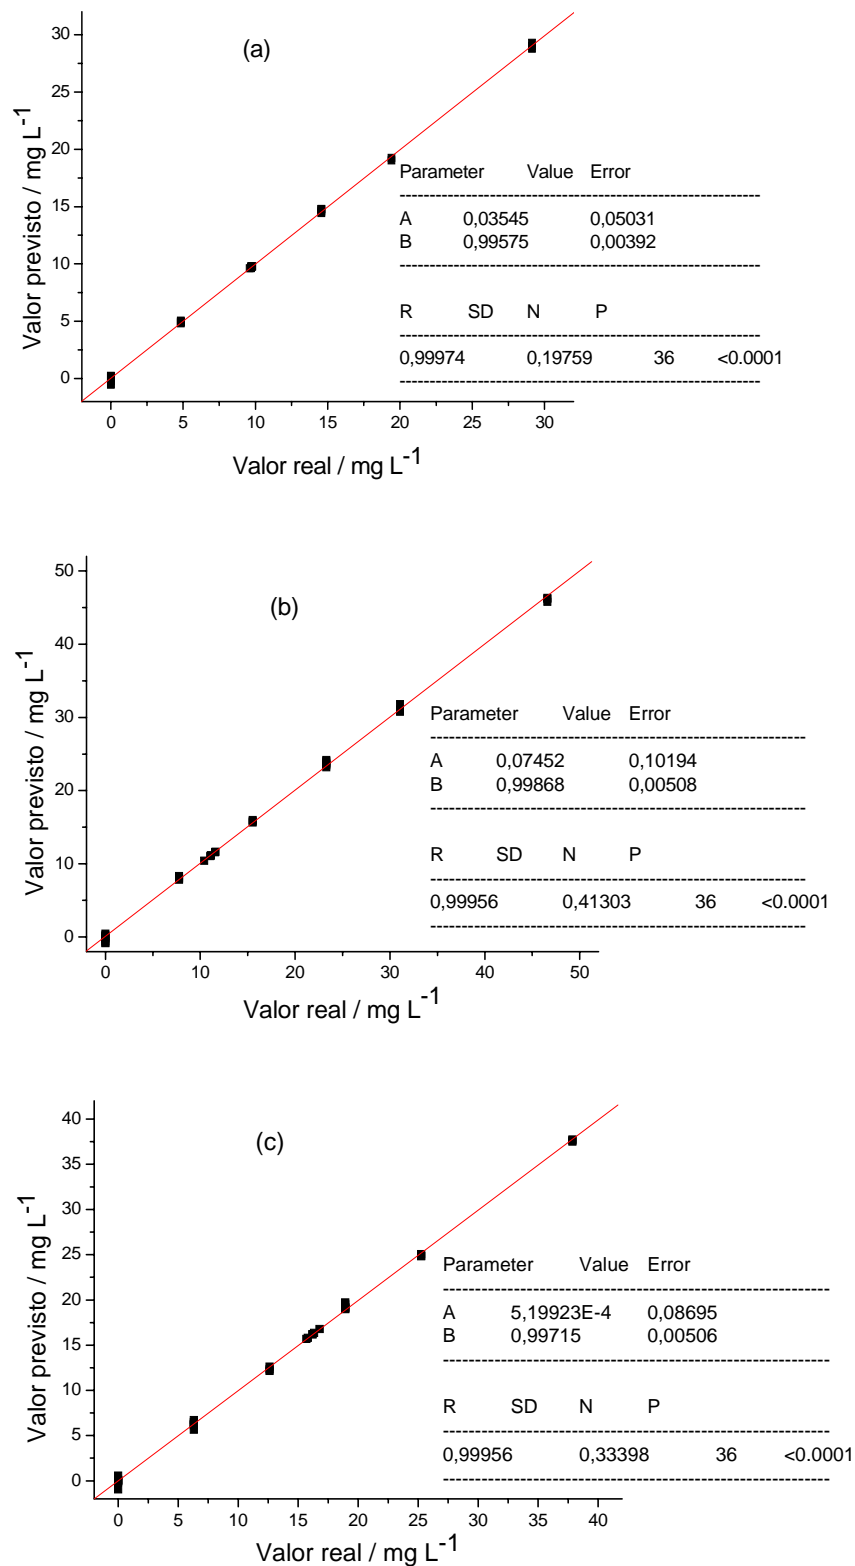 (a)
30
25
20
15
10
5
0
Valor previsto / mg L-1
0 5 10 15 20 25 30
Valor real / mg L-1
Parameter Value Error
------------------------------------------------------------
A 0,03545 0,05031
B 0,99575 0,00392
------------------------------------------------------------
R SD N P
------------------------------------------------------------
0,99974 0,19759 36 <0.0001
------------------------------------------------------------
(b)
50
40
30
20
10
0
Valor previsto / mg L-1
0 10 20 30 40 50
Valor real / mg L-1
Parameter Value Error
------------------------------------------------------------
A 0,07452 0,10194
B 0,99868 0,00508
------------------------------------------------------------
R SD N P
------------------------------------------------------------
0,99956 0,41303 36 <0.0001
------------------------------------------------------------
(c)
40
35
30
25
20
15
10
5
0
Valor previsto / mg L-1
0 5 10 15 20 25 30 35 40
Valor real / mg L-1
Parameter Value Error
------------------------------------------------------------
A 5,19923E-4 0,08695
B 0,99715 0,00506
------------------------------------------------------------
R SD N P
------------------------------------------------------------
0,99956 0,33398 36 <0.0001
------------------------------------------------------------